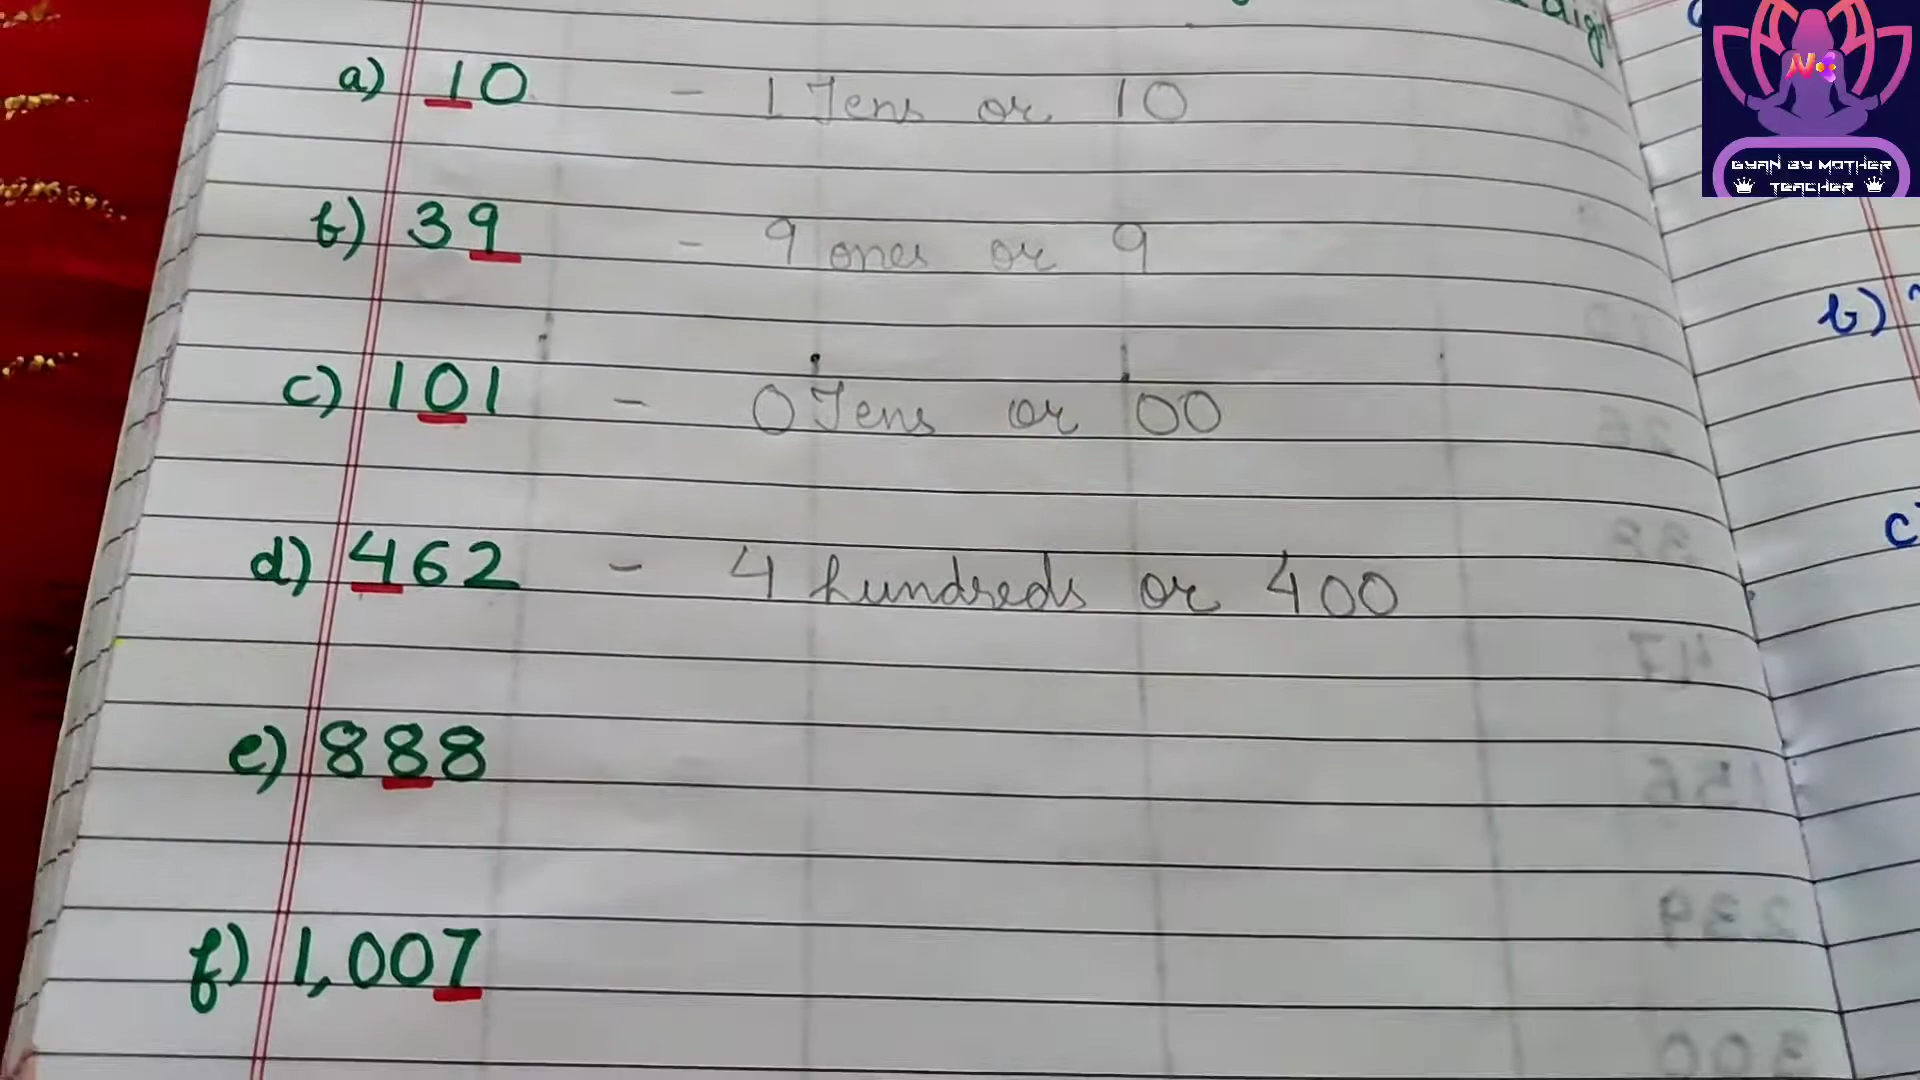 digi
a) 10 - 1 Tens or 10
b) 39 - 9 ones or 9
c) 101 - 0 Tens or 00
d) 462 - 4 hundreds or 400
e) 888
f) 1,007
b)
c)
GYAN BY MOTHER
TEACHER